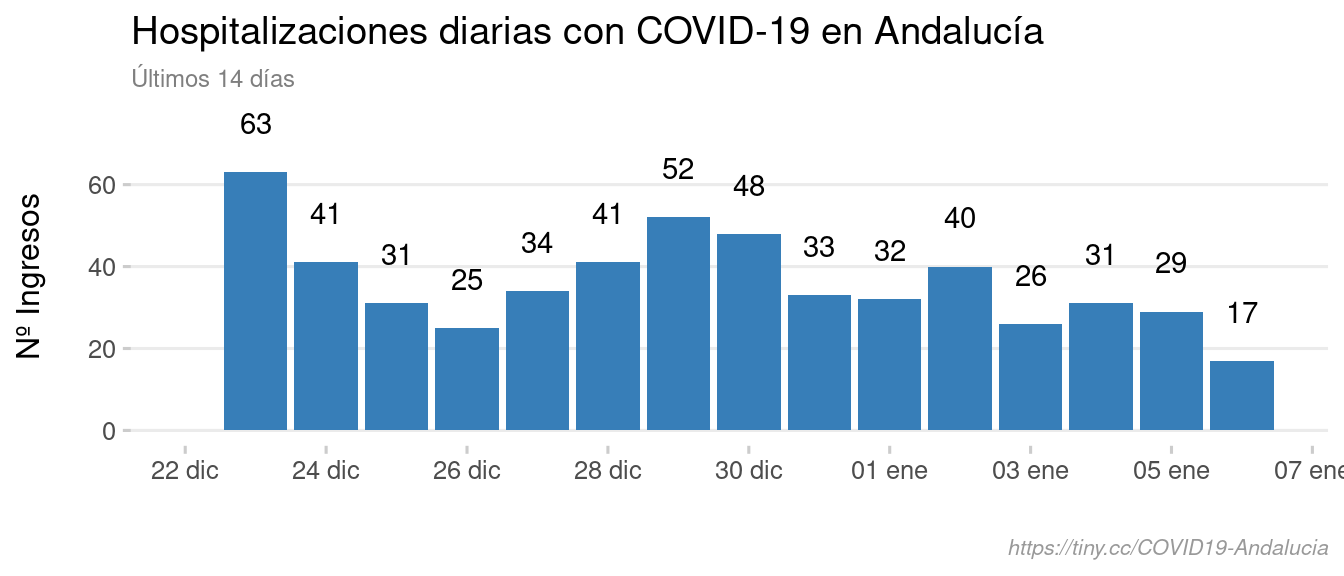 Hospitalizaciones diarias con COVID-19 en Andalucía
Últimos 14 días
Nº Ingresos
60
40
20
0
63
41
31
25
34
41
52
48
33
32
40
26
31
29
17
22 dic
24 dic
26 dic
28 dic
30 dic
01 ene
03 ene
05 ene
07 ene
https://tiny.cc/COVID19-Andalucia